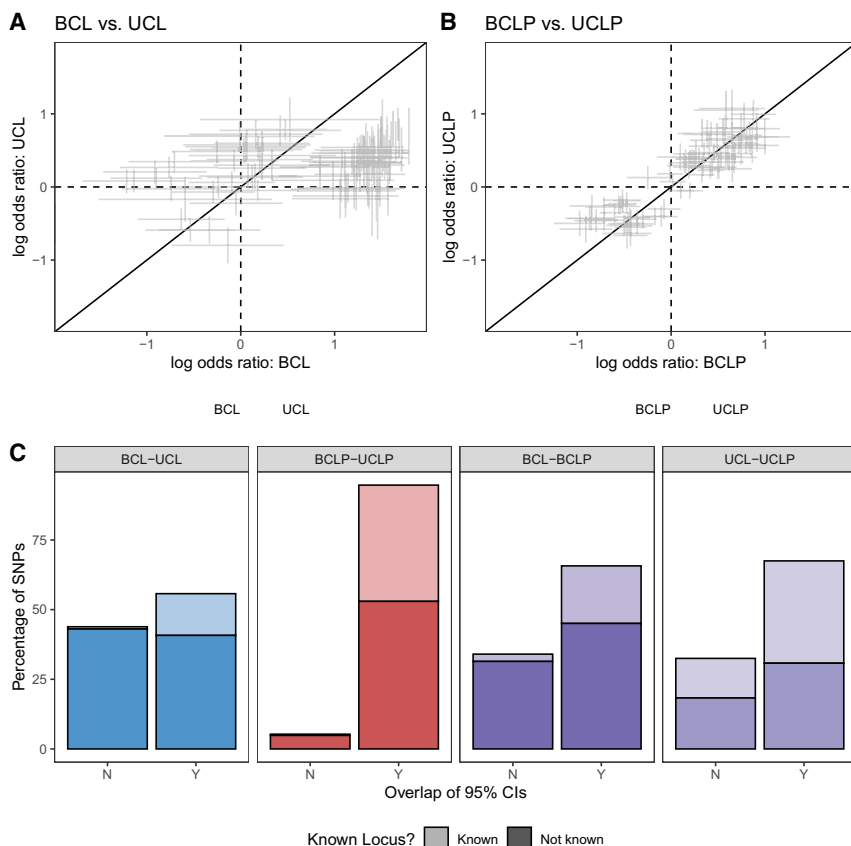 A BCL vs. UCL
log odds ratio: UCL
1
0
−1
−1 0 1
log odds ratio: BCL
BCL UCL
B BCLP vs. UCLP
log odds ratio: UCLP
1
0
−1
−1 0 1
log odds ratio: BCLP
BCLP UCLP
C
BCL−UCL BCLP−UCLP BCL−BCLP UCL−UCLP
Percentage of SNPs
75
50
25
0
N Y N Y N Y N Y
Overlap of 95% CIs
Known Locus? Known Not known